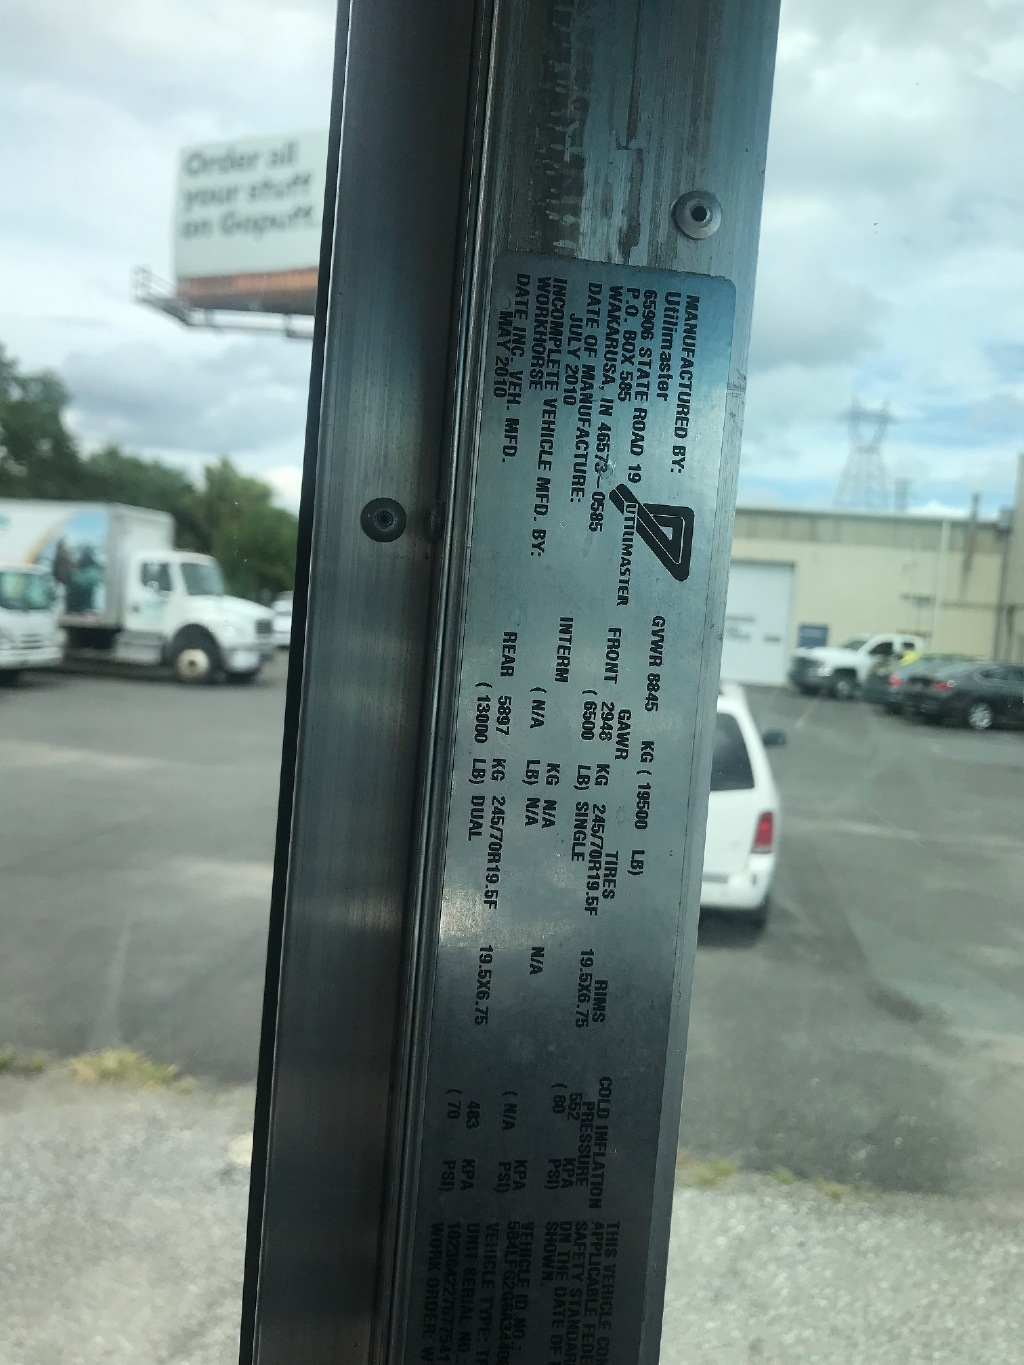 Order all
your stuff
on Gopuff.
MANUFACTURED BY:
Utilimaster
65906 STATE ROAD 19
P.O. BOX 585
WAKARUSA, IN 46573-0585
DATE OF MANUFACTURE:
JULY 2010
INCOMPLETE VEHICLE MFD. BY:
WORKHORSE
DATE INC. VEH. MFD.
MAY 2010
UTILIMASTER
GVWR 8845 KG ( 19500 LB)
GAWR TIRES RIMS COLD INFLATION PRESSURE
FRONT 2948 KG 245/70R19.5F 19.5X6.75 552 KPA
( 6500 LB) SINGLE ( 80 PSI)
INTERM KG N/A N/A KPA
( N/A LB) N/A ( N/A PSI)
REAR 5897 KG 245/70R19.5F 19.5X6.75 483 KPA
( 13000 LB) DUAL ( 70 PSI)
THIS VEHICLE
APPLICABLE
SAFETY
ON THE DATE OF
SHOWN.
VEHICLE ID. NO.:
VEHICLE TYPE:
UNIT SERIAL NO.
WORK ORDER: